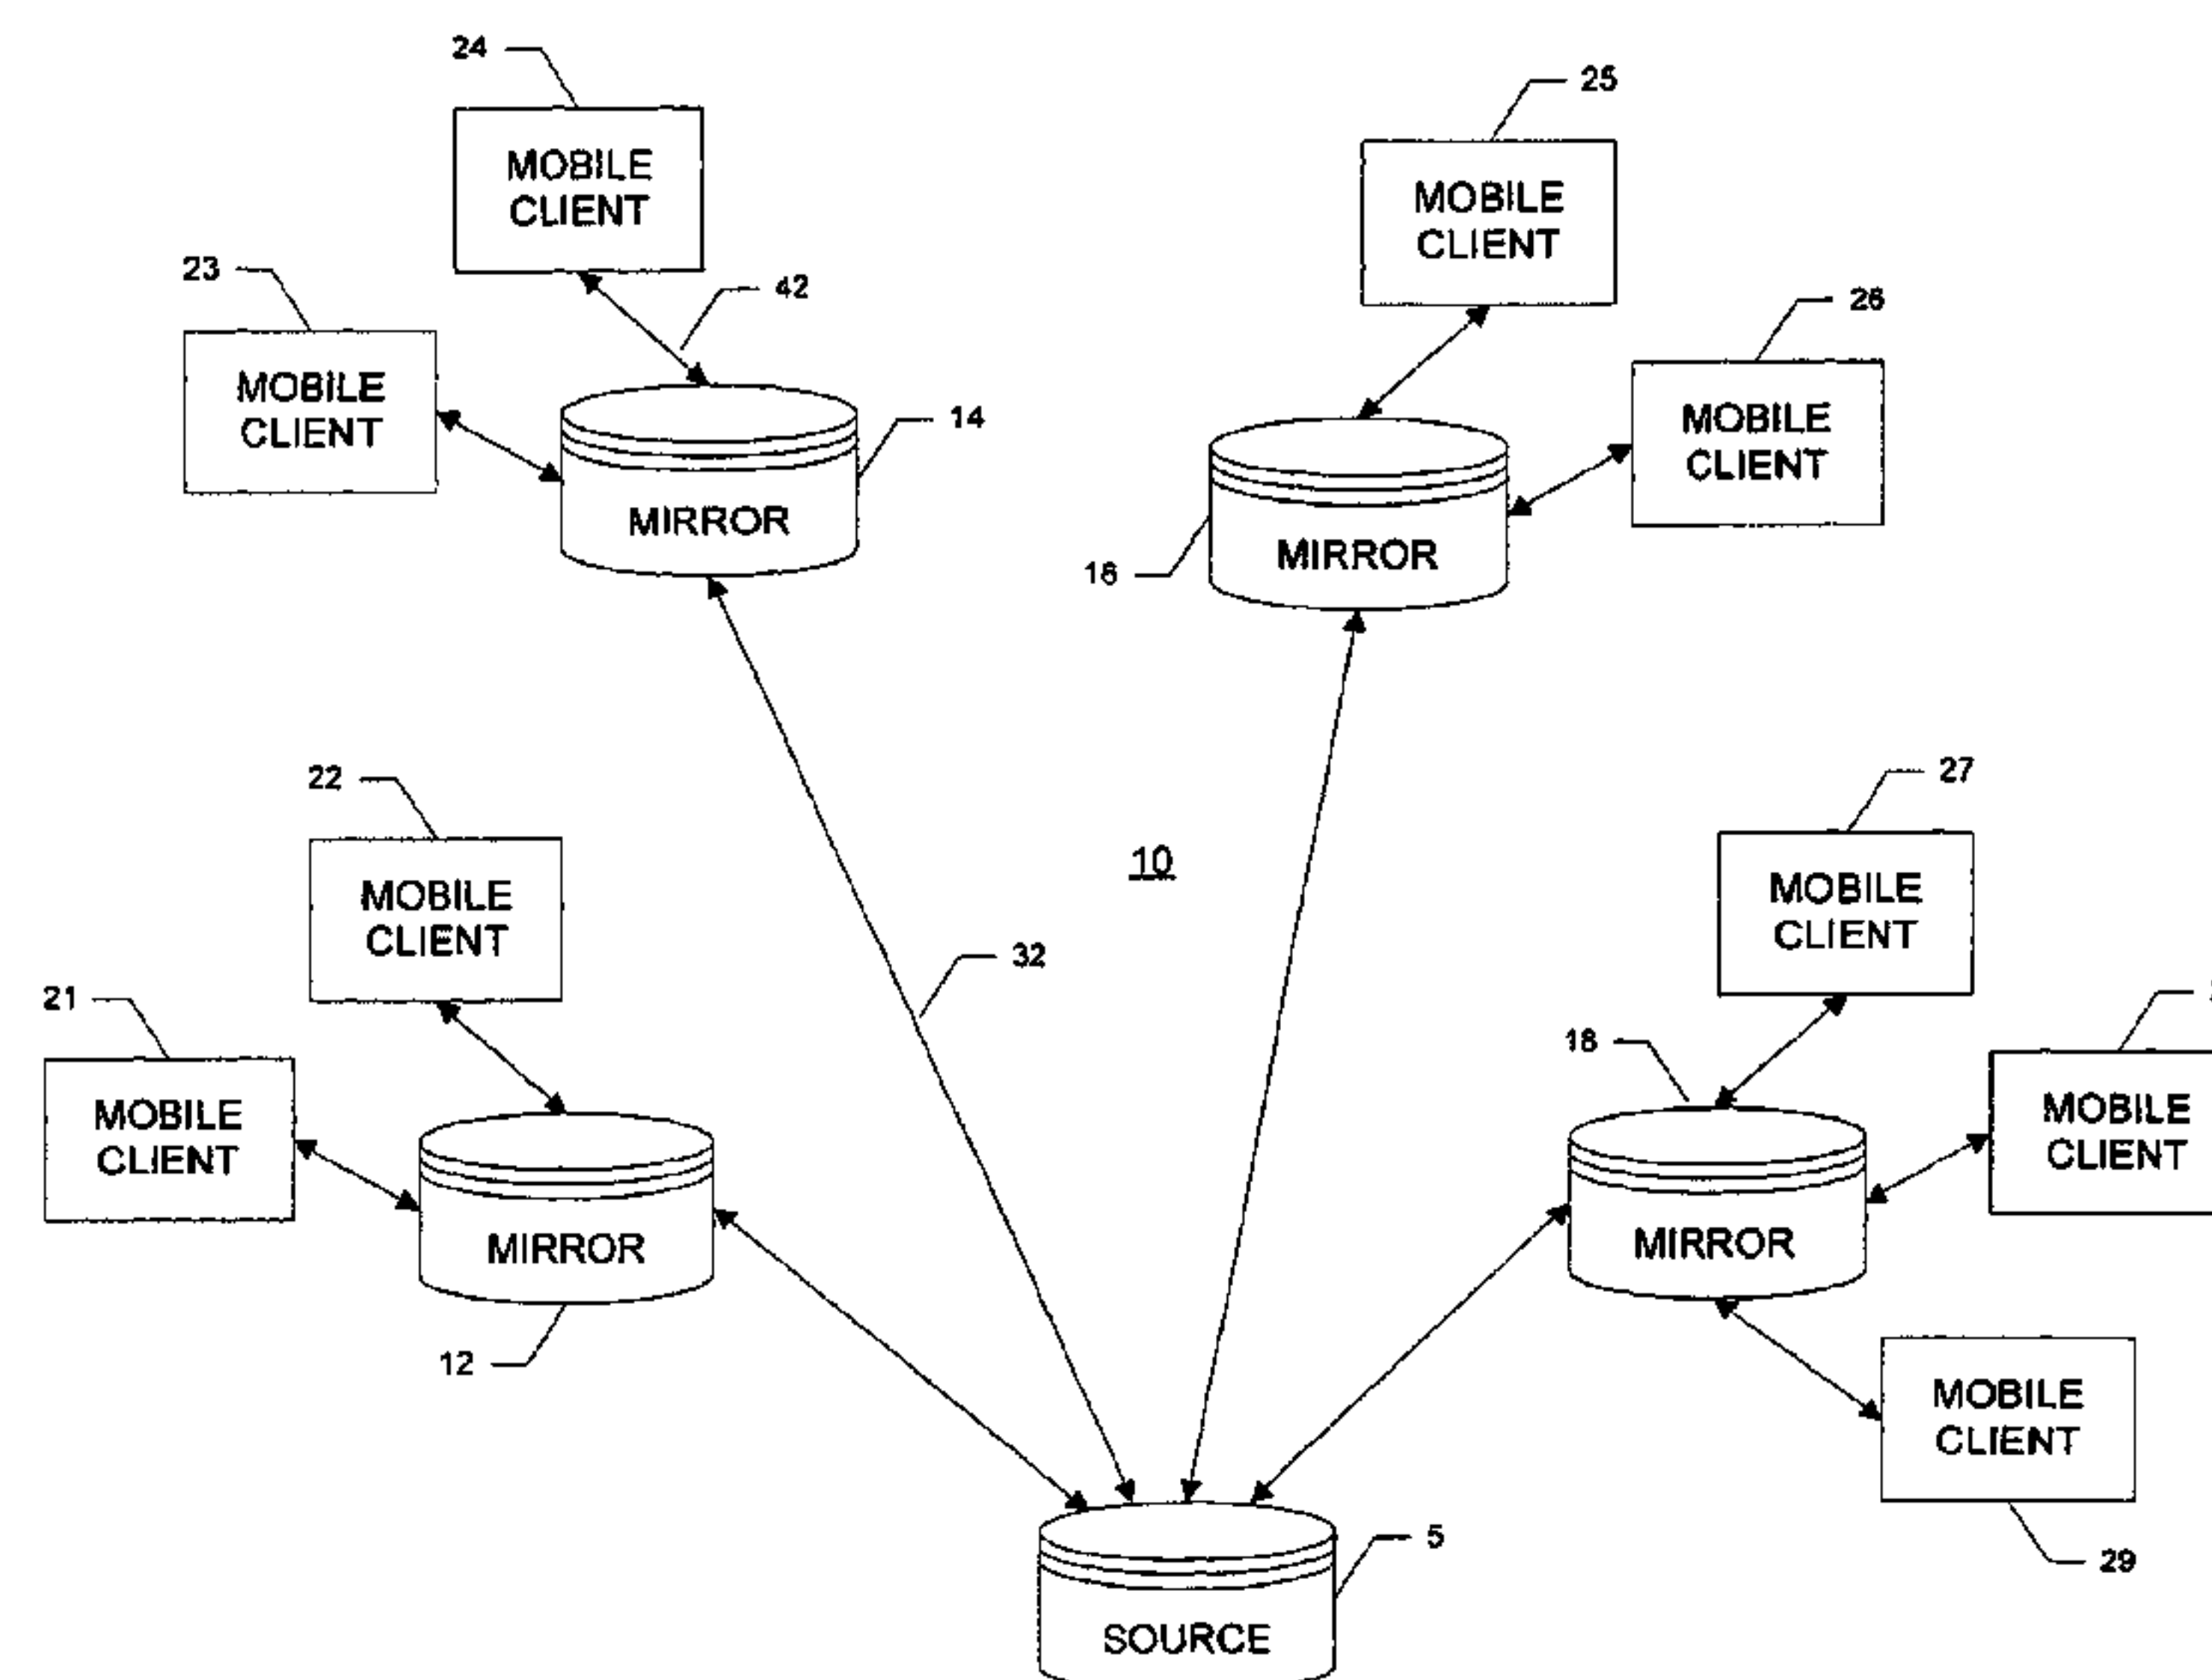 24
MOBILE
CLIENT
25
MOBILE
CLIENT
23
MOBILE
CLIENT
42
26
MOBILE
CLIENT
14
MIRROR
16
MIRROR
22
MOBILE
CLIENT
10
27
MOBILE
CLIENT
32
21
MOBILE
CLIENT
18
MOBILE
CLIENT
MIRROR
12
MIRROR
MOBILE
CLIENT
29
5
SOURCE